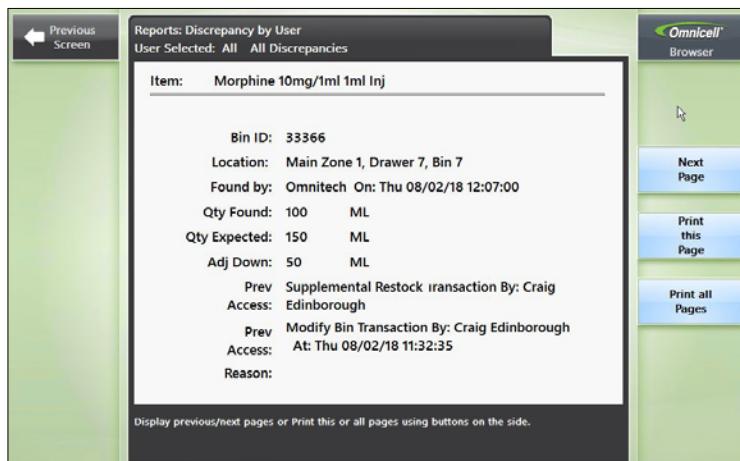 Previous
Screen
Reports: Discrepancy by User
User Selected: All All Discrepancies
Omnicell
Browser
Item: Morphine 10mg/1ml 1ml Inj
Bin ID: 33366
Location: Main Zone 1, Drawer 7, Bin 7
Found by: Omnitech On: Thu 08/02/18 12:07:00
Qty Found: 100 ML
Qty Expected: 150 ML
Adj Down: 50 ML
Prev Supplemental Restock Transaction By: Craig
Access: Edinborough
Prev Modify Bin Transaction By: Craig Edinborough
Access: At: Thu 08/02/18 11:32:35
Reason:
Next
Page
Print
this
Page
Print all
Pages
Display previous/next pages or Print this or all pages using buttons on the side.